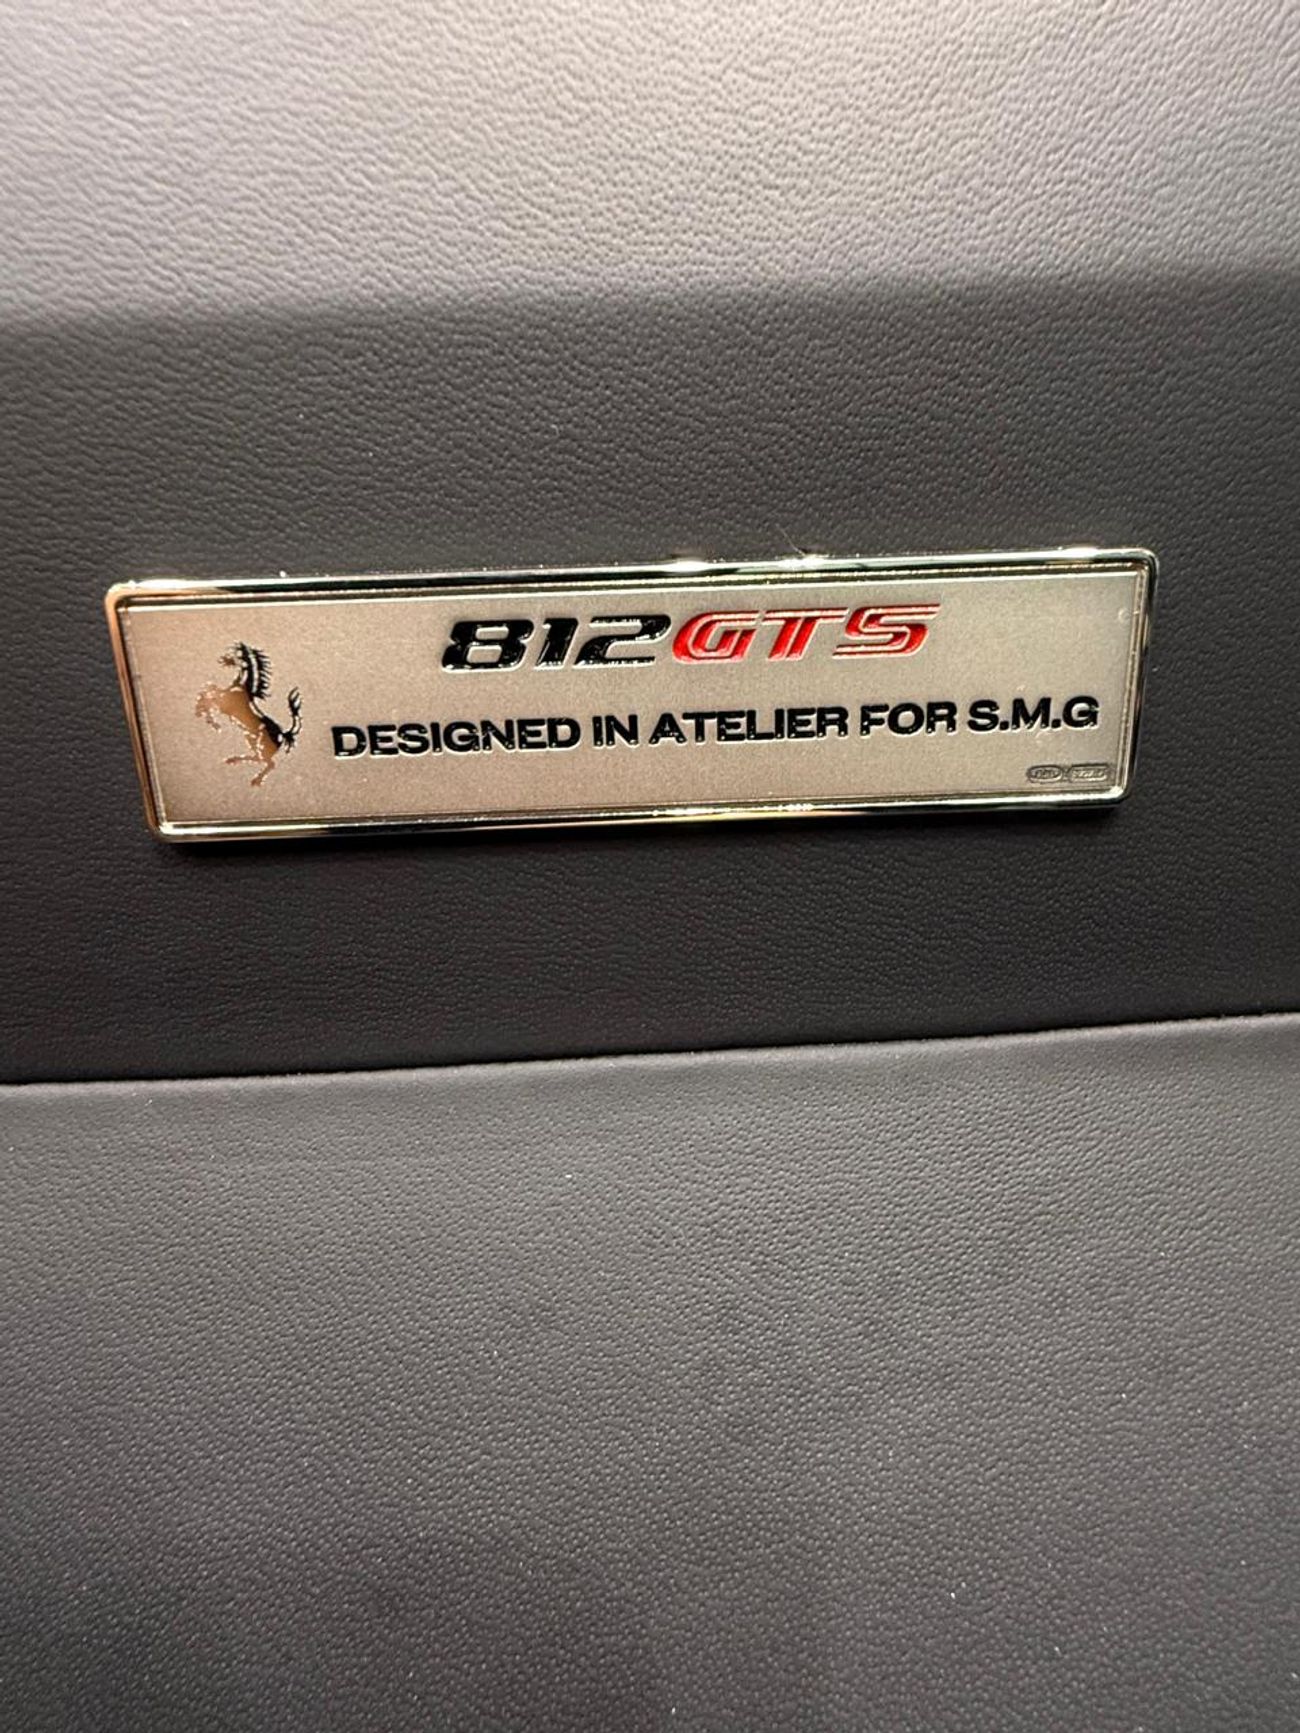 812GTS
DESIGNED IN ATELIER FOR S.M.G